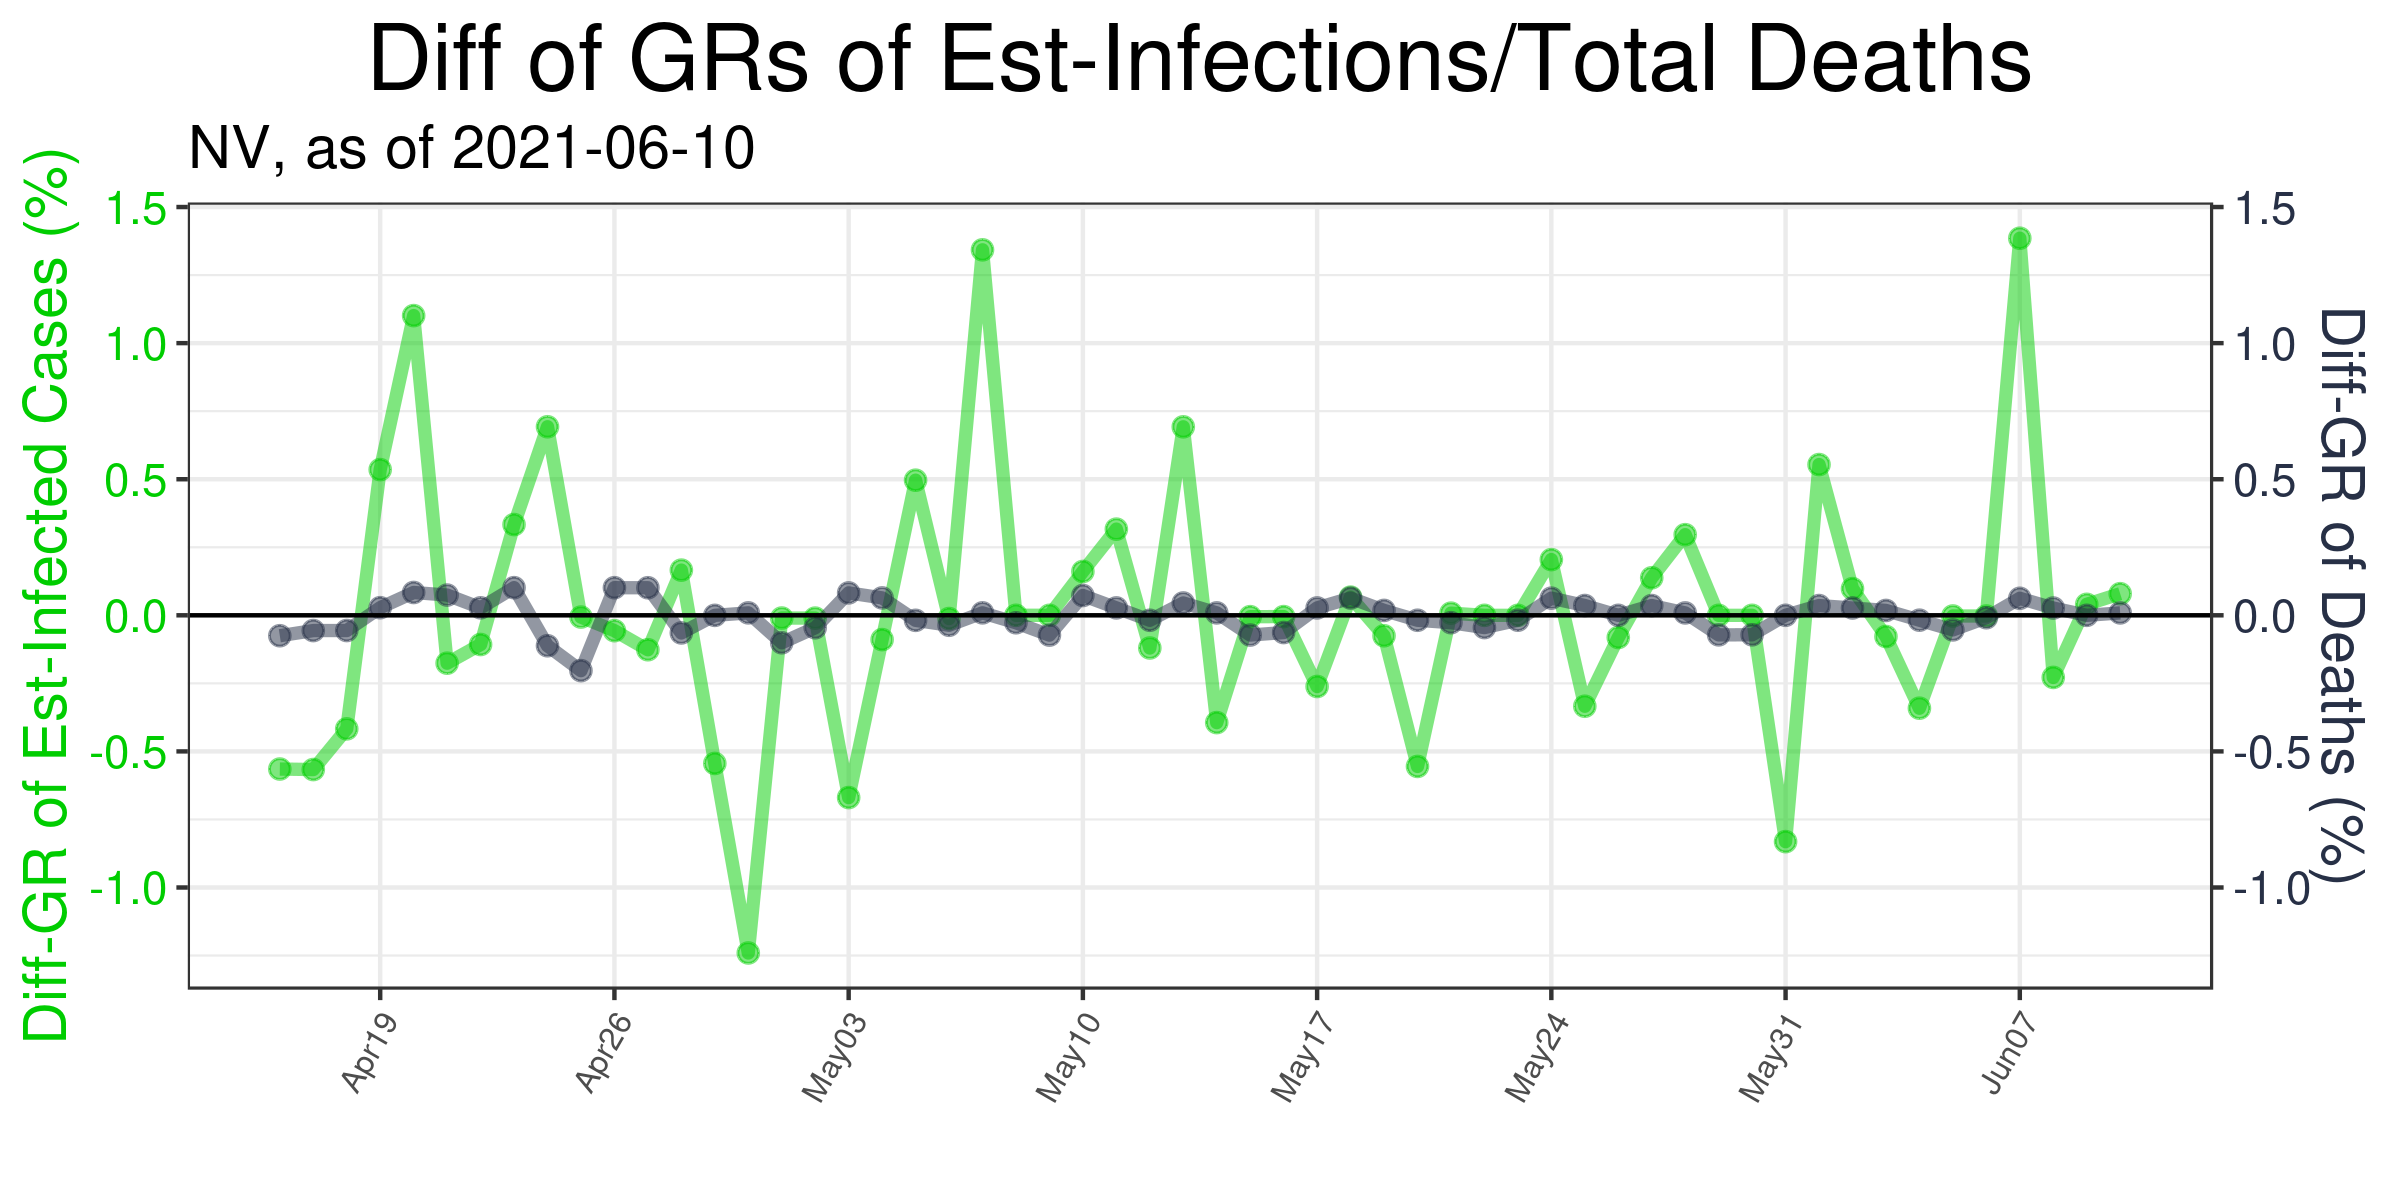 Diff of GRs of Est-Infections/Total Deaths
NV, as of 2021-06-10
Diff-GR of Est-Infected Cases (%)
1.5
1.0
0.5
0.0
-0.5
-1.0
1.5
1.0
0.5
0.0
-0.5
-1.0
Diff-GR of Deaths (%)
Apr19
Apr26
May03
May10
May17
May24
May31
Jun07